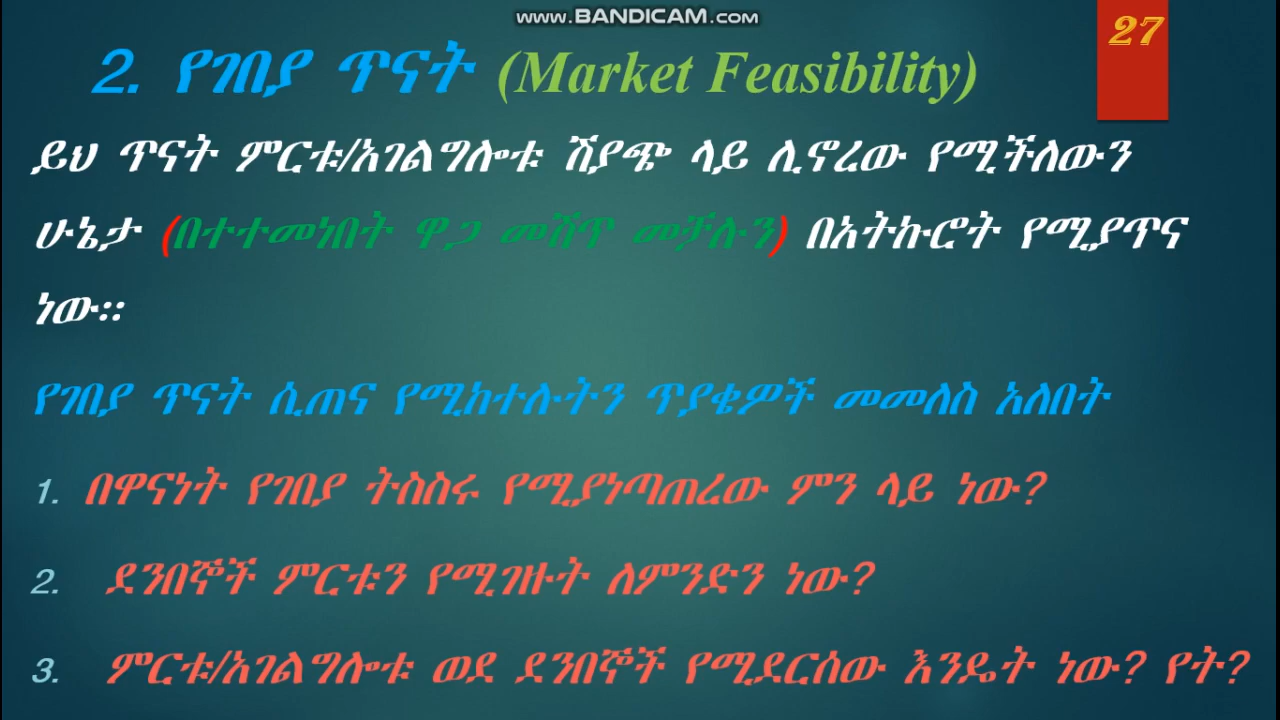 www.BANDICAM.com
27
2. የገበያ ጥናት (Market Feasibility)
ይህ ጥናት ምርቱ/አገልግሎቱ ሽያጭ ላይ ሊኖረው የሚችለውን
ሁኔታ (በተተመነበት ዋጋ መሸጥ መቻሉን) በአትኩሮት የሚያጥና
ነው፡፡
የገበያ ጥናት ሲጠና የሚከተሉትን ጥያቄዎች መመለስ አለበት
1. በዋናነት የገበያ ትስስሩ የሚያነጣጠረው ምን ላይ ነው?
2. ደንበኞች ምርቱን የሚገዙት ለምንድን ነው?
3. ምርቱ/አገልግሎቱ ወደ ደንበኞች የሚደርሰው እንዴት ነው? የት?